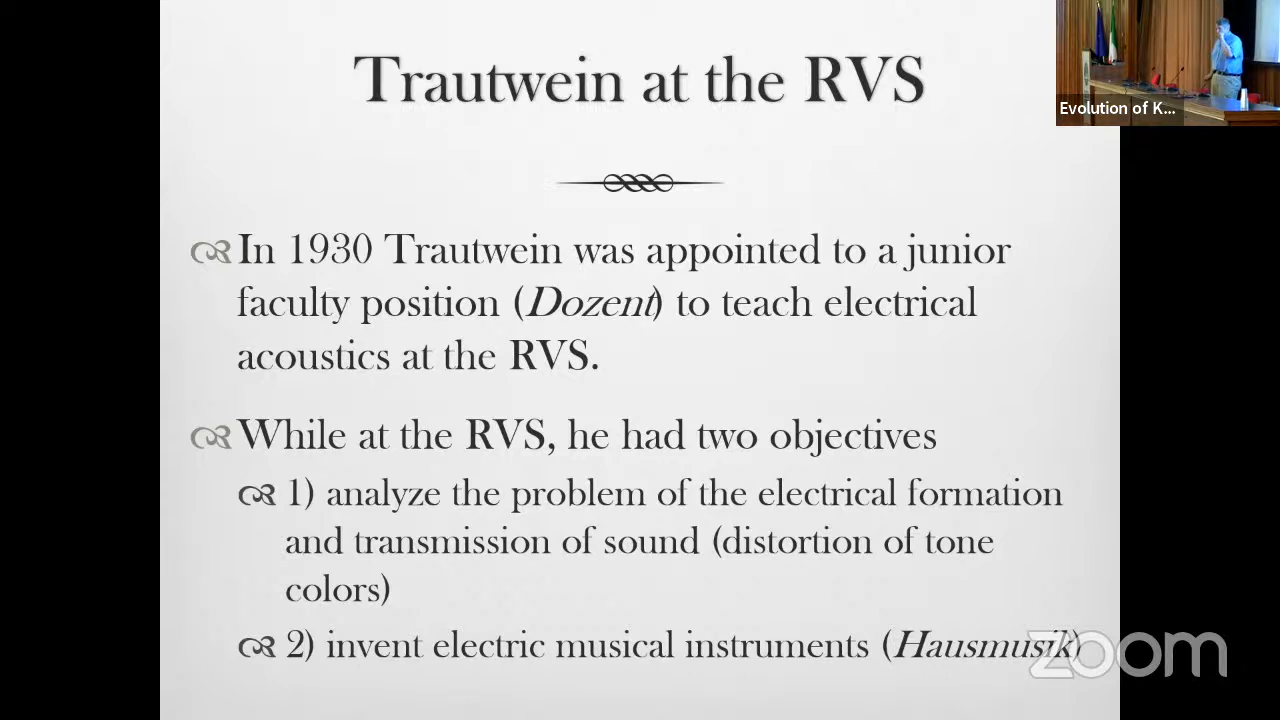 Trautwein at the RVS
Evolution of K...
In 1930 Trautwein was appointed to a junior
faculty position (Dozent) to teach electrical
acoustics at the RVS.
While at the RVS, he had two objectives
1) analyze the problem of the electrical formation
and transmission of sound (distortion of tone
colors)
2) invent electric musical instruments (Hausmusik)
zoom